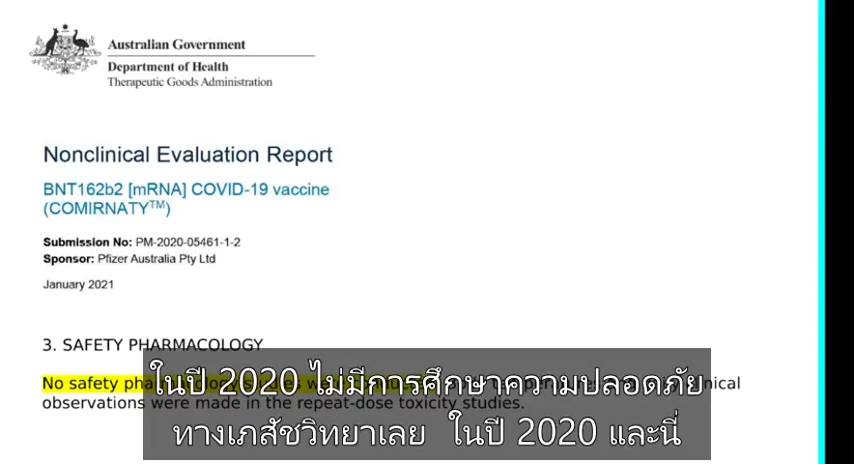 Australian Government
Department of Health
Therapeutic Goods Administration
Nonclinical Evaluation Report
BNT162b2 [mRNA] COVID-19 vaccine
(COMIRNATY™)
Submission No: PM-2020-05461-1-2
Sponsor: Pfizer Australia Pty Ltd
January 2021
3. SAFETY PHARMACOLOGY
No safety
observations were made in the repeat-dose toxicity studies.
ในปี 2020 ไม่มีการศึกษาความปลอดภัย
ทางเภสัชวิทยาเลย ในปี 2020 และนี่